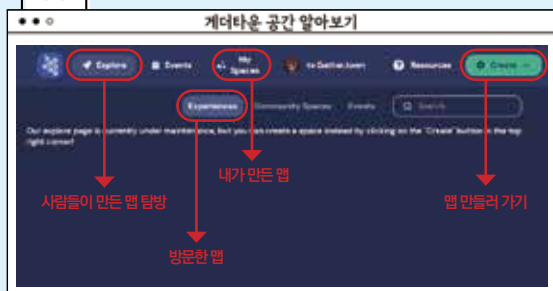 게더타운 공간 알아보기
Explore
Events
My Spaces
Resources
Create
Experiences
Community Spaces
Events
Search
Our explore page is currently under maintenance, but you can create a space instead by clicking on the 'Create' button in the top
right corner!
내가 만든 맵
사람들이 만든 맵 탐방
맵 만들러 가기
방문한 맵